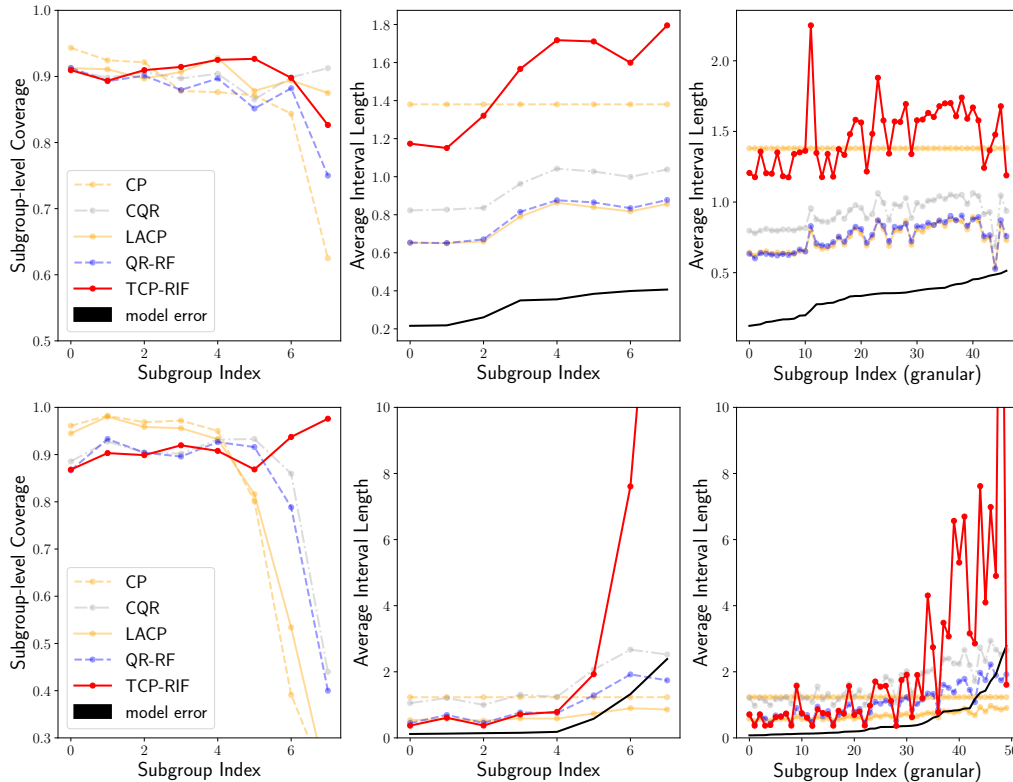 Subgroup-level Coverage
1.0
0.9
0.8
0.7
0.6
0.5
CP
CQR
LACP
QR-RF
TCP-RIF
model error
0 2 4 6
Subgroup Index
Average Interval Length
1.8
1.6
1.4
1.2
1.0
0.8
0.6
0.4
0.2
0 2 4 6
Subgroup Index
Average Interval Length
2.0
1.5
1.0
0.5
0 10 20 30 40
Subgroup Index (granular)
Subgroup-level Coverage
1.0
0.9
0.8
0.7
0.6
0.5
0.4
0.3
CP
CQR
LACP
QR-RF
TCP-RIF
model error
0 2 4 6
Subgroup Index
Average Interval Length
10
8
6
4
2
0
0 2 4 6
Subgroup Index
Average Interval Length
10
8
6
4
2
0
0 10 20 30 40 50
Subgroup Index (granular)